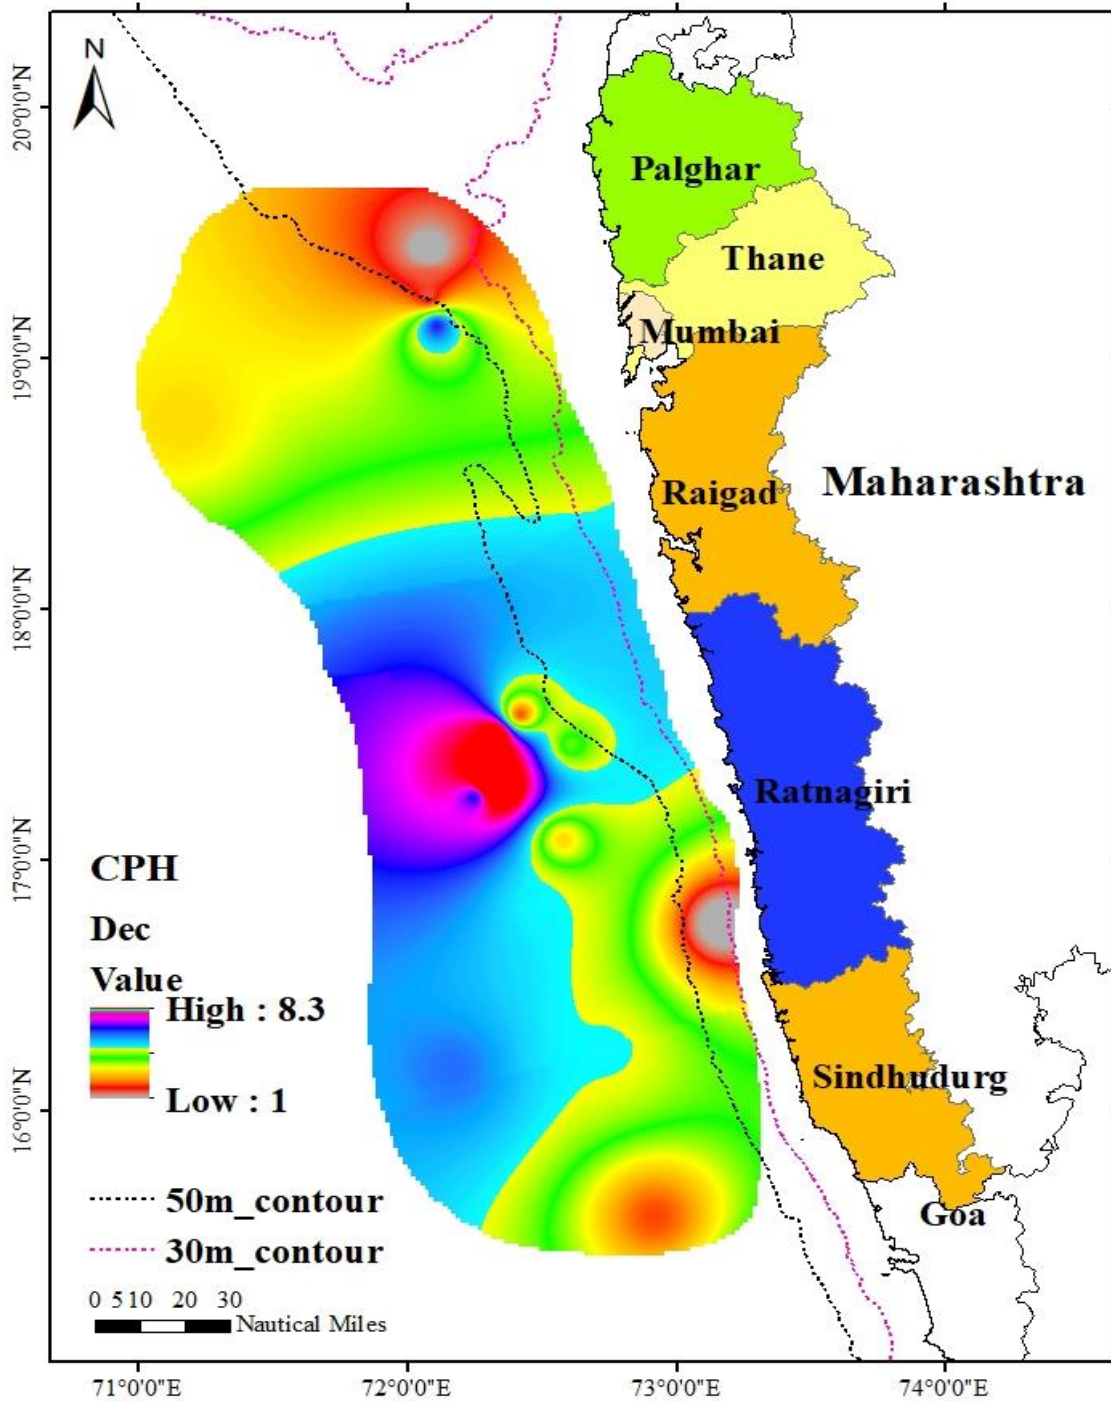 N
20°0'0"N
19°0'0"N
18°0'0"N
17°0'0"N
16°0'0"N
Palghar
Thane
Mumbai
Raigad
Maharashtra
Ratnagiri
Sindhudurg
Goa
CPH
Dec
Value
High : 8.3
Low : 1
50m_contour
30m_contour
0 5 10 20 30
Nautical Miles
71°0'0"E 72°0'0"E 73°0'0"E 74°0'0"E